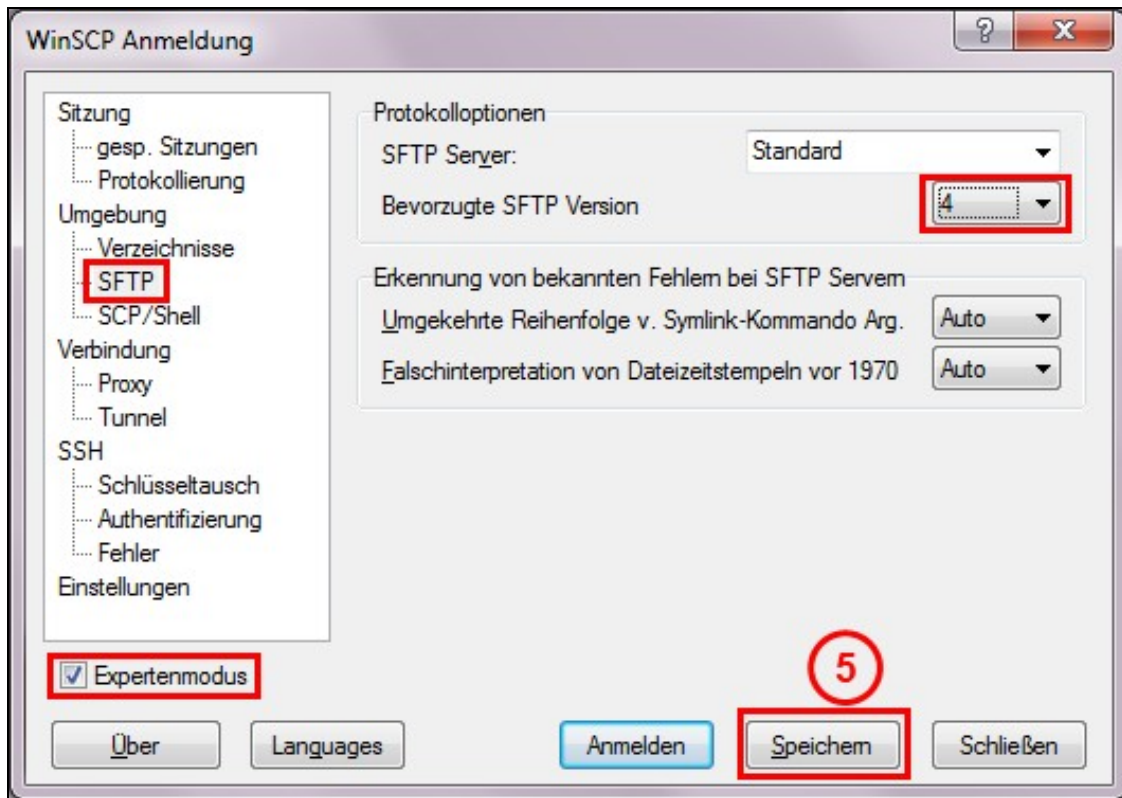 WinSCP Anmeldung
Sitzung
gesp. Sitzungen
Protokollierung
Umgebung
Verzeichnisse
SFTP
SCP/Shell
Verbindung
Proxy
Tunnel
SSH
Schlüsseltausch
Authentifizierung
Fehler
Einstellungen
Expertenmodus
Protokolloptionen
SFTP Server: Standard
Bevorzugte SFTP Version 4
Erkennung von bekannten Fehlern bei SFTP Servern
Umgekehrte Reihenfolge v. Symlink-Kommando Arg. Auto
Falschinterpretation von Dateizeitstempeln vor 1970 Auto
5
Über Languages Anmelden Speichern Schließen